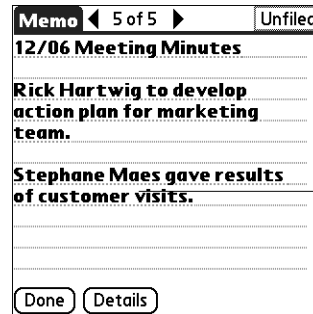 Memo 5 of 5 Unfiled
12/06 Meeting Minutes
Rick Hartwig to develop
action plan for marketing
team.
Stephane Maes gave results
of customer visits.
Done Details